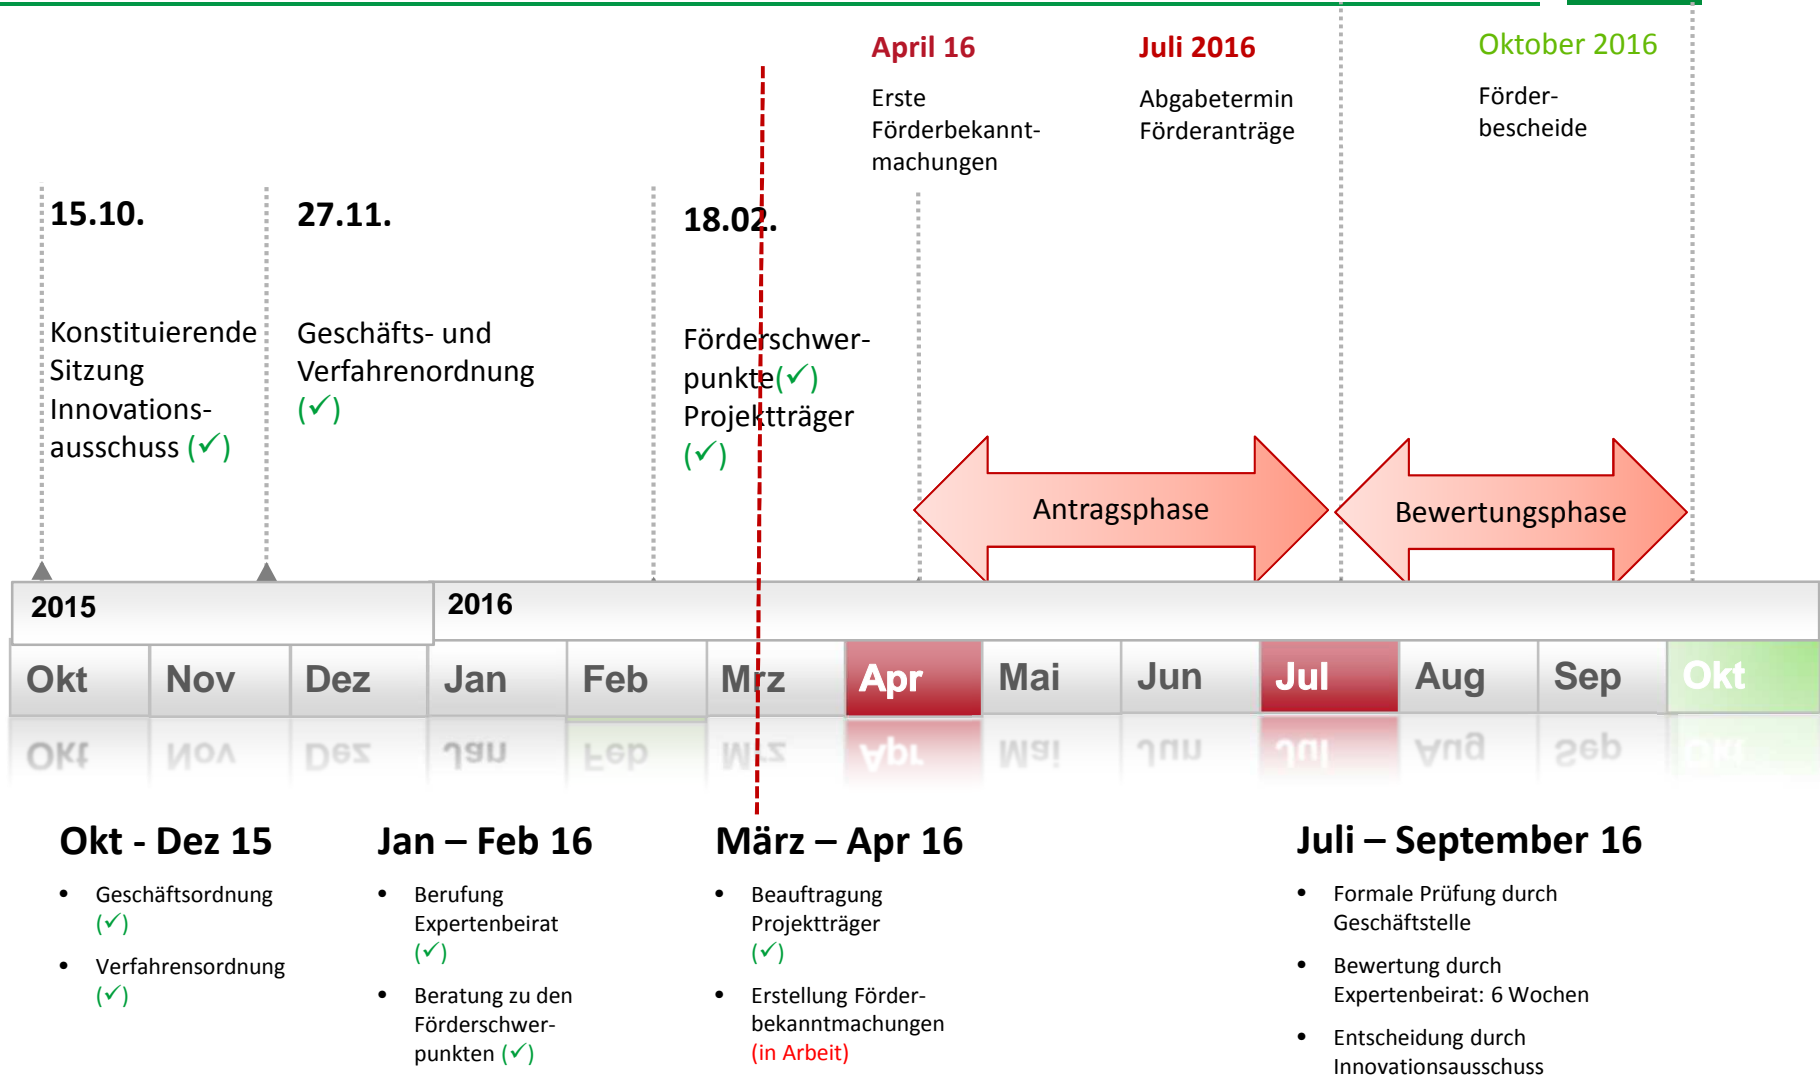 April 16
Erste
Förderbekannt-
machungen
Juli 2016
Abgabetermin
Förderanträge
Oktober 2016
Förder-
bescheide
15.10.
Konstituierende
Sitzung
Innovations-
ausschuss (✓)
27.11.
Geschäfts- und
Verfahrenordnung
(✓)
18.02.
Förderschwer-
punkte(✓)
Projektträger
(✓)
Antragsphase
Bewertungsphase
2015
2016
Okt
Nov
Dez
Jan
Feb
Mrz
Apr
Mai
Jun
Jul
Aug
Sep
Okt
Okt - Dez 15
• Geschäftsordnung
(✓)
• Verfahrensordnung
(✓)
Jan – Feb 16
• Berufung
Expertenbeirat
(✓)
• Beratung zu den
Förderschwer-
punkten (✓)
März – Apr 16
• Beauftragung
Projektträger
(✓)
• Erstellung Förder-
bekanntmachungen
(in Arbeit)
Juli – September 16
• Formale Prüfung durch
Geschäftstelle
• Bewertung durch
Expertenbeirat: 6 Wochen
• Entscheidung durch
Innovationsausschuss